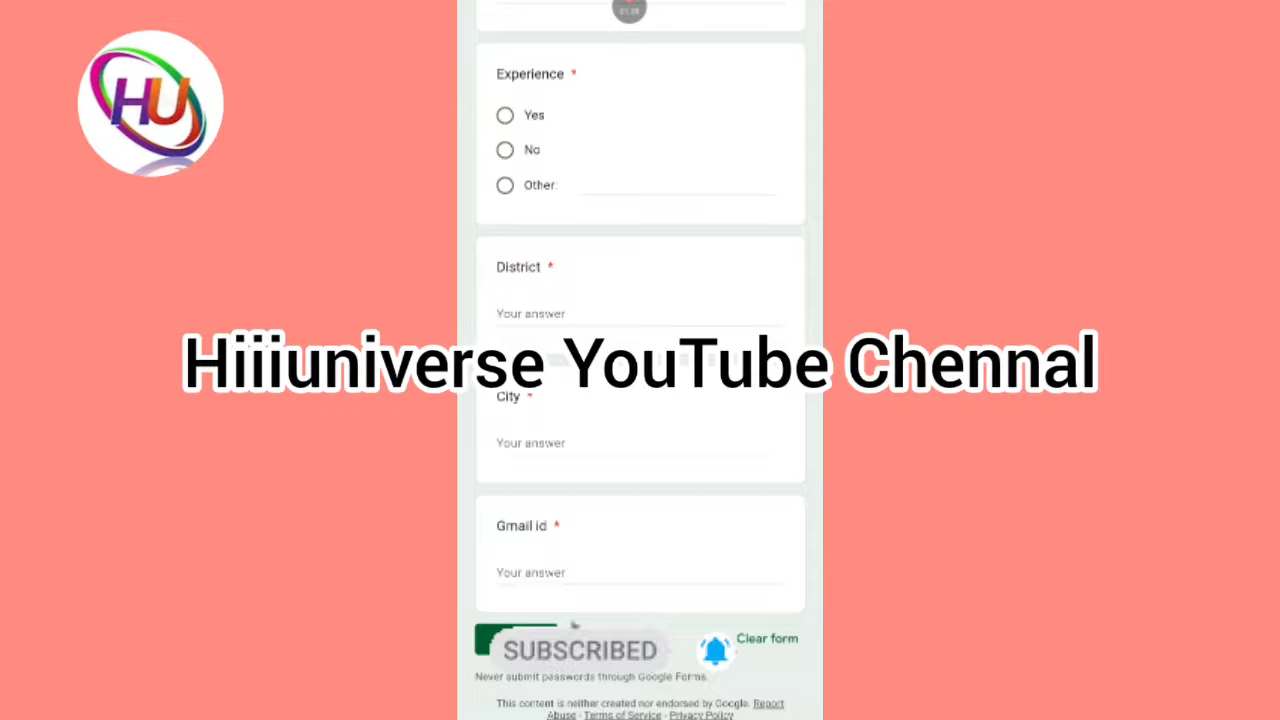 01:38
HU
Experience *
Yes
No
Other:
District *
Your answer
Hiiiuniverse YouTube Chennal
City *
Your answer
Gmail id *
Your answer
SUBSCRIBED
Clear form
Never submit passwords through Google Forms.
This content is neither created nor endorsed by Google. Report
Abuse - Terms of Service - Privacy Policy